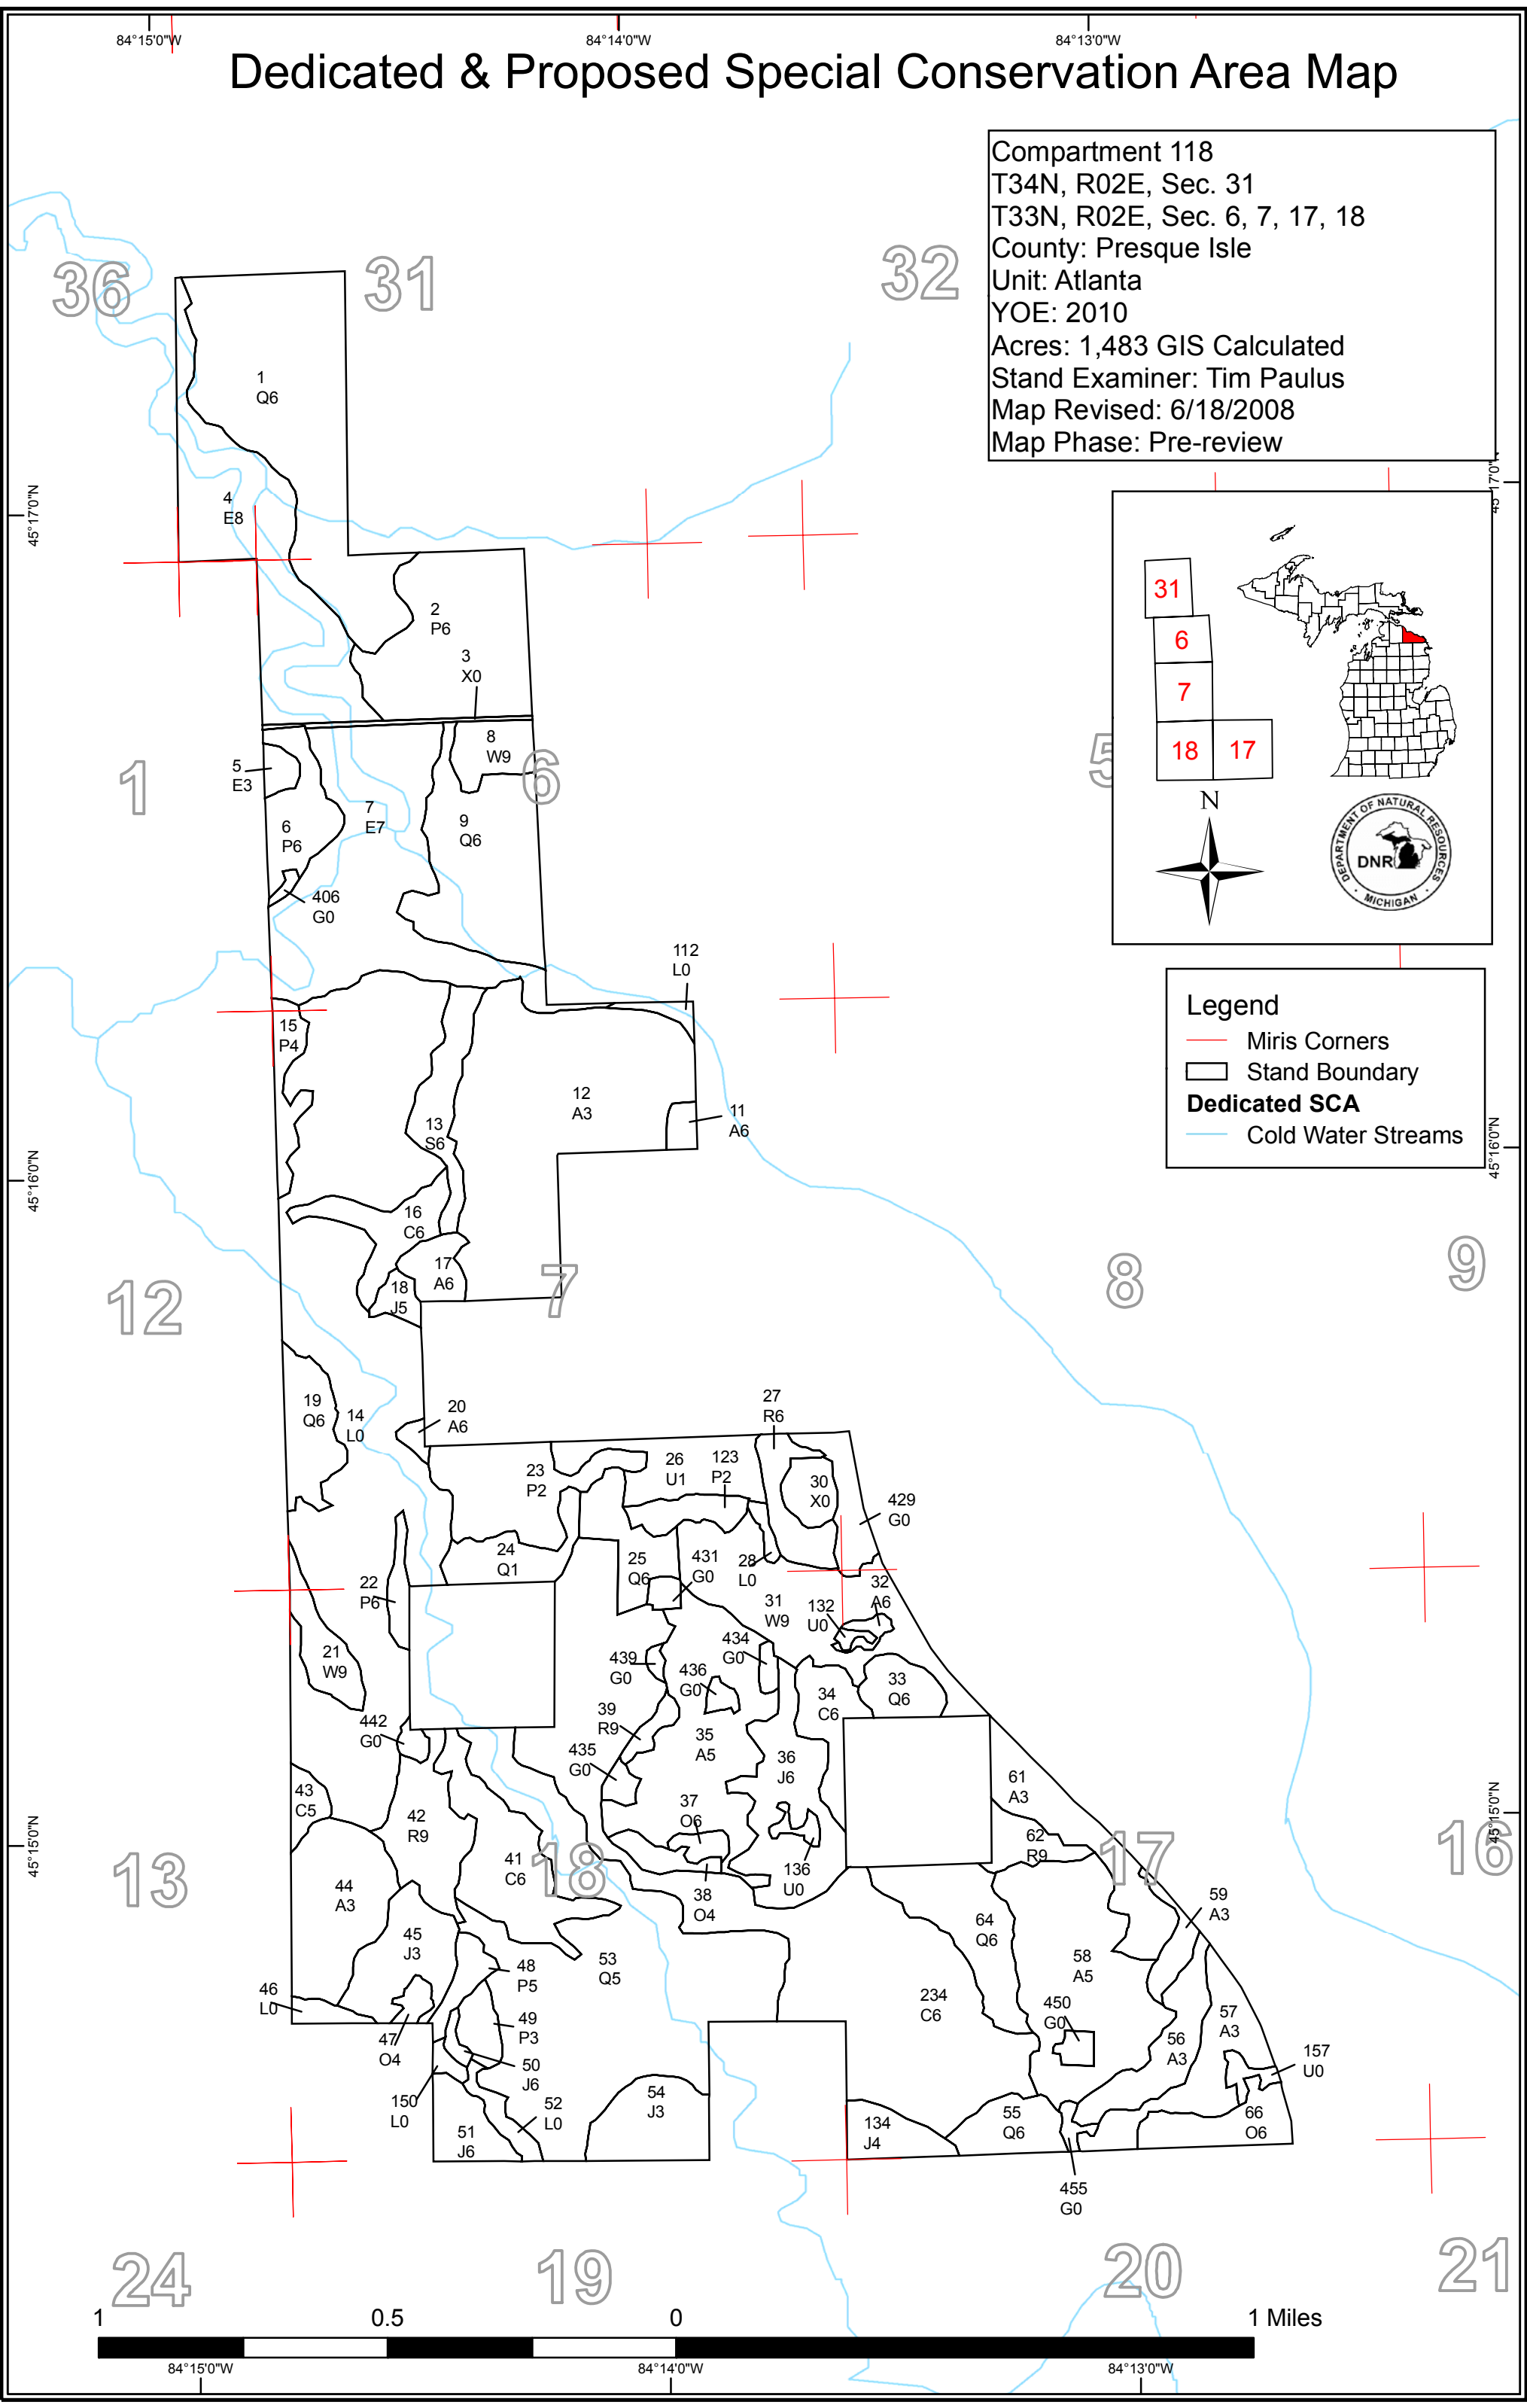 84°15'0"W
84°14'0"W
84°13'0"W
Dedicated & Proposed Special Conservation Area Map
Compartment 118
T34N, R02E, Sec. 31
T33N, R02E, Sec. 6, 7, 17, 18
County: Presque Isle
Unit: Atlanta
YOE: 2010
Acres: 1,483 GIS Calculated
Stand Examiner: Tim Paulus
Map Revised: 6/18/2008
Map Phase: Pre-review
36
31
32
1
Q6
4
E8
45°17'0"N
45°17'0"N
31
6
7
18
17
N
DEPARTMENT OF NATURAL RESOURCES
DNR
MICHIGAN
2
P6
3
X0
8
W9
6
5
1
5
E3
7
E7
6
P6
9
Q6
406
G0
112
L0
Legend
Miris Corners
Stand Boundary
Dedicated SCA
Cold Water Streams
15
P4
12
A3
11
A6
13
S6
45°16'0"N
45°16'0"N
16
C6
17
A6
18
J5
12
7
8
9
19
Q6
14
L0
20
A6
27
R6
23
P2
26
U1
123
P2
30
X0
429
G0
24
Q1
25
Q6
431
G0
28
L0
22
P6
31
W9
132
U0
32
A6
21
W9
439
G0
434
G0
436
G0
34
C6
33
Q6
442
G0
39
R9
35
A5
435
G0
36
J6
43
C5
42
R9
37
O6
61
A3
62
R9
45°15'0"N
45°15'0"N
13
18
17
16
41
C6
136
U0
44
A3
38
O4
59
A3
45
J3
53
Q5
64
Q6
58
A5
48
P5
46
L0
234
C6
450
G0
49
P3
57
A3
47
O4
56
A3
50
J6
157
U0
150
L0
52
L0
54
J3
51
J6
134
J4
55
Q6
66
O6
455
G0
24
19
20
21
1
0.5
0
1 Miles
84°15'0"W
84°14'0"W
84°13'0"W